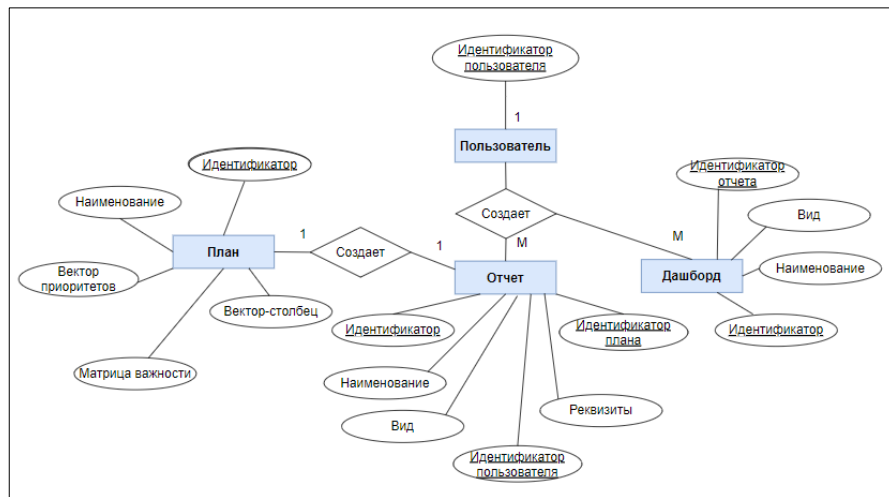 Идентификатор
пользователя
1
Пользователь
Идентификатор
Идентификатор
отчета
Наименование
Создает
Вид
1
М
М
План
Создает
1
Отчет
Дашборд
Наименование
Вектор
приоритетов
Вектор-столбец
Идентификатор
Идентификатор
плана
Идентификатор
Матрица важности
Наименование
Реквизиты
Вид
Идентификатор
пользователя